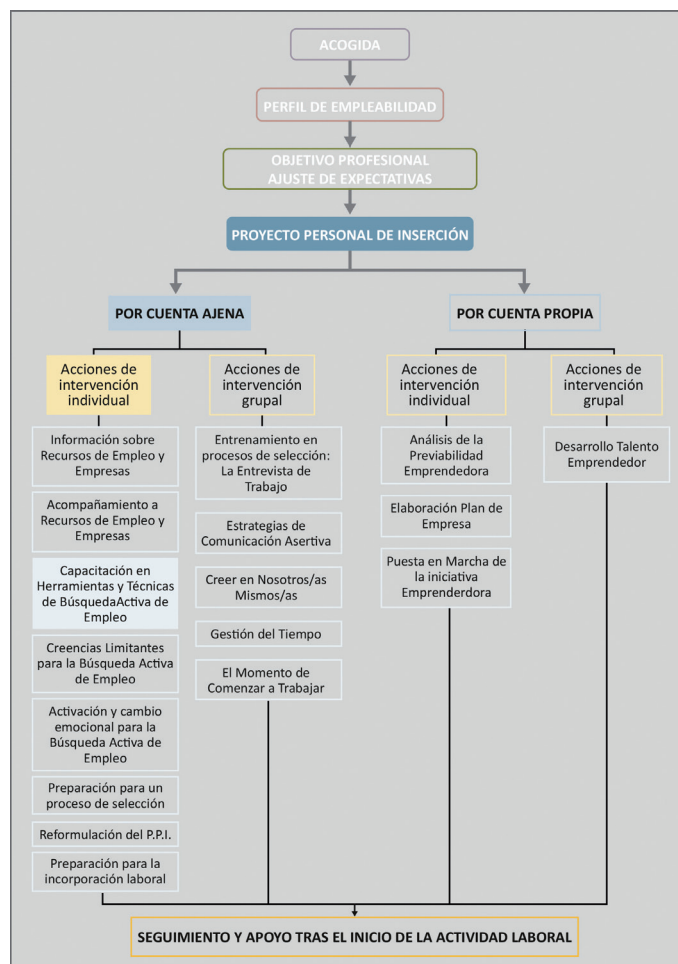 ACOGIDA
PERFIL DE EMPLEABILIDAD
OBJETIVO PROFESIONAL
AJUSTE DE EXPECTATIVAS
PROYECTO PERSONAL DE INSERCIÓN
POR CUENTA AJENA
POR CUENTA PROPIA
Acciones de
intervención
individual
Acciones de
intervención
grupal
Acciones de
intervención
individual
Acciones de
intervención
grupal
Información sobre
Recursos de Empleo y
Empresas
Acompañamiento a
Recursos de Empleo y
Empresas
Capacitación en
Herramientas y Técnicas
de BúsquedaActiva de
Empleo
Creencias Limitantes
para la Búsqueda Activa
de Empleo
Activación y cambio
emocional para la
Búsqueda Activa de
Empleo
Preparación para un
proceso de selección
Reformulación del P.P.I.
Preparación para la
incorporación laboral
Entrenamiento en
procesos de selección:
La Entrevista de
Trabajo
Estrategias de
Comunicación Asertiva
Creer en Nosotros/as
Mismos/as
Gestión del Tiempo
El Momento de
Comenzar a Trabajar
Análisis de la
Previabilidad
Emprendedora
Elaboración Plan de
Empresa
Puesta en Marcha de
la iniciativa
Emprenderdora
Desarrollo Talento
Emprendedor
SEGUIMIENTO Y APOYO TRAS EL INICIO DE LA ACTIVIDAD LABORAL